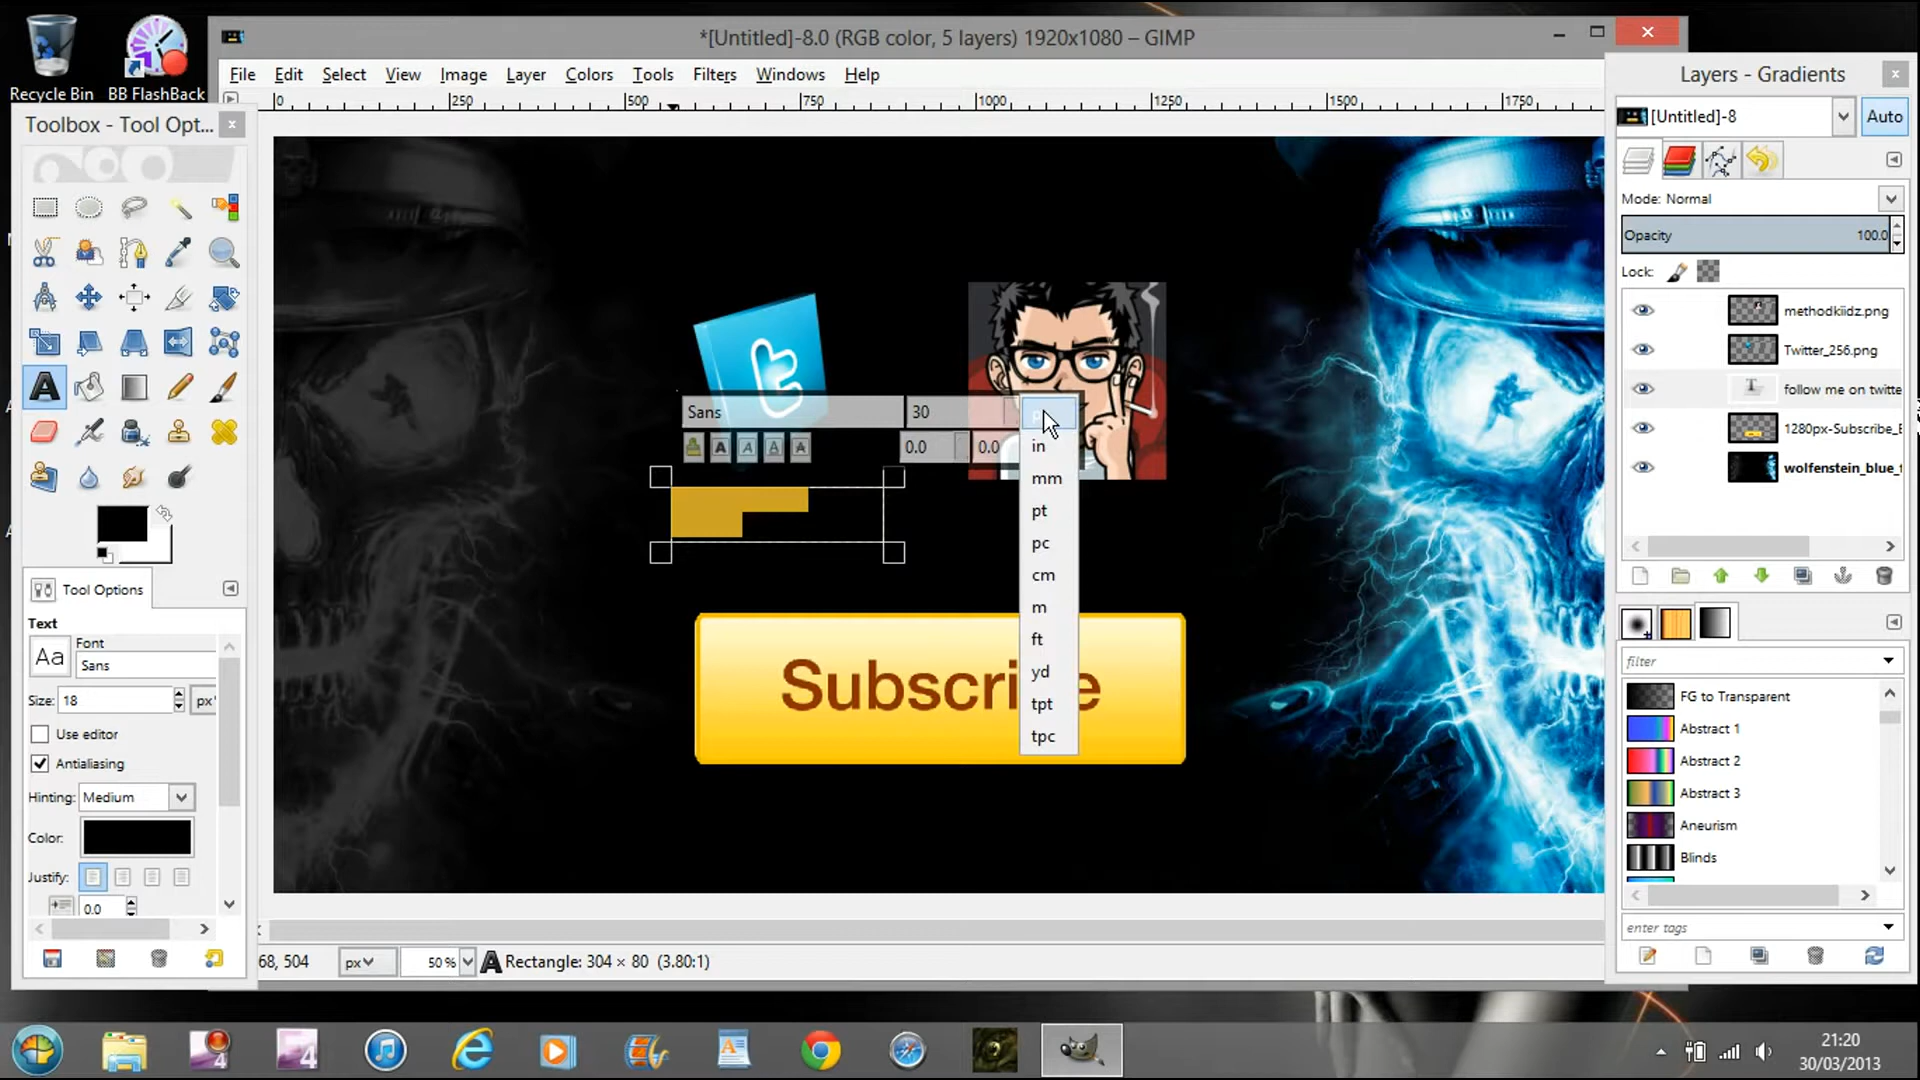 *[Untitled]-8.0 (RGB color, 5 layers) 1920x1080 – GIMP
File Edit Select View Image Layer Colors Tools Filters Windows Help
Recycle Bin
BB FlashBack
0 250 500 750 1000 1250 1500 1750
Toolbox - Tool Opt...
Tool Options
Text
Font
Aa
Sans
Size: 18
px
Use editor
Antialiasing
Hinting: Medium
Color:
Justify:
0.0
Sans
30
0.0
0.0
in
mm
pt
pc
cm
m
ft
yd
tpt
tpc
Subscribe
68, 504
px
50 %
Rectangle: 304 × 80 (3.80:1)
Layers - Gradients
[Untitled]-8
Auto
Mode: Normal
Opacity 100.0
Lock:
methodkiidz.png
Twitter_256.png
follow me on twitte
1280px-Subscribe_
wolfenstein_blue_
filter
FG to Transparent
Abstract 1
Abstract 2
Abstract 3
Aneurism
Blinds
enter tags
21:20
30/03/2013